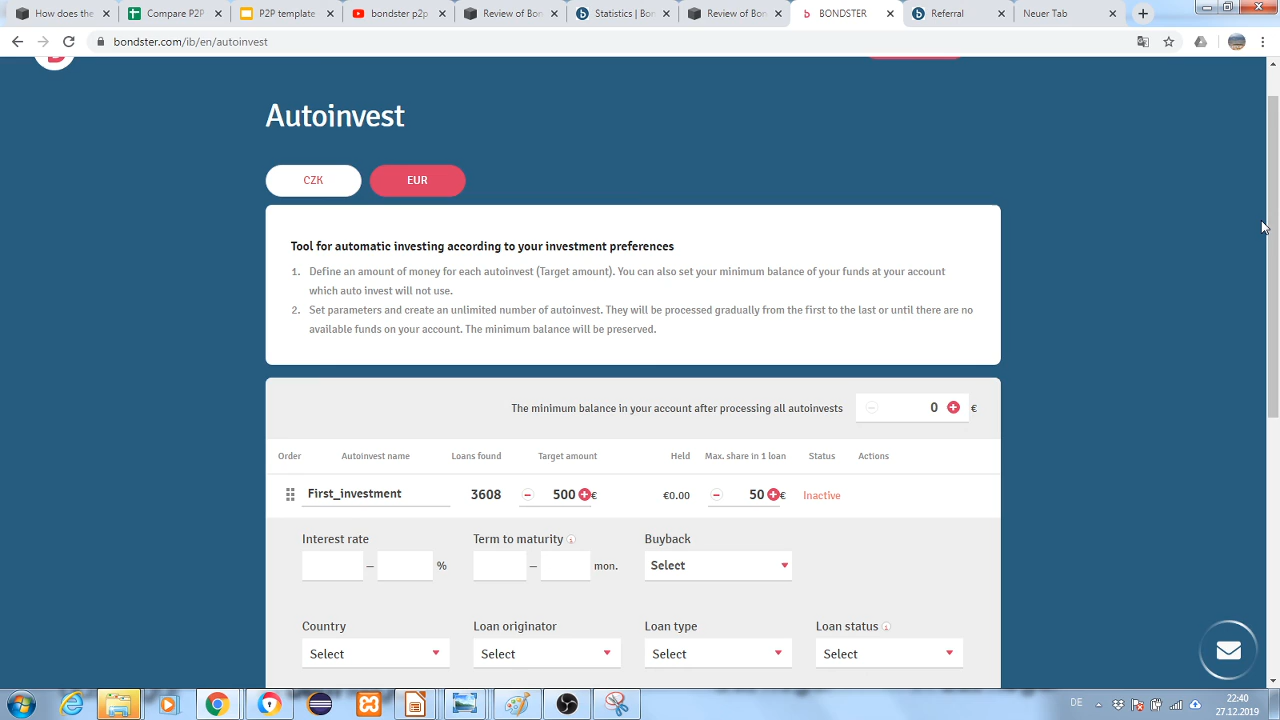 How does the
Compare P2P
P2P template
bondster p2p
Review of Bon
Statistics | Bo
Review of Bon
BONDSTER
Referral
Neuer Tab
bondster.com/ib/en/autoinvest
Autoinvest
CZK
EUR
Tool for automatic investing according to your investment preferences
1. Define an amount of money for each autoinvest (Target amount). You can also set your minimum balance of your funds at your account
which auto invest will not use.
2. Set parameters and create an unlimited number of autoinvest. They will be processed gradually from the first to the last or until there are no
available funds on your account. The minimum balance will be preserved.
The minimum balance in your account after processing all autoinvests 0 €
Order Autoinvest name Loans found Target amount Held Max. share in 1 loan Status Actions
First_investment 3608 500 € €0.00 50 € Inactive
Interest rate Term to maturity Buyback
– % – mon. Select
Country Loan originator Loan type Loan status
Select Select Select Select
DE
22:40
27.12.2019